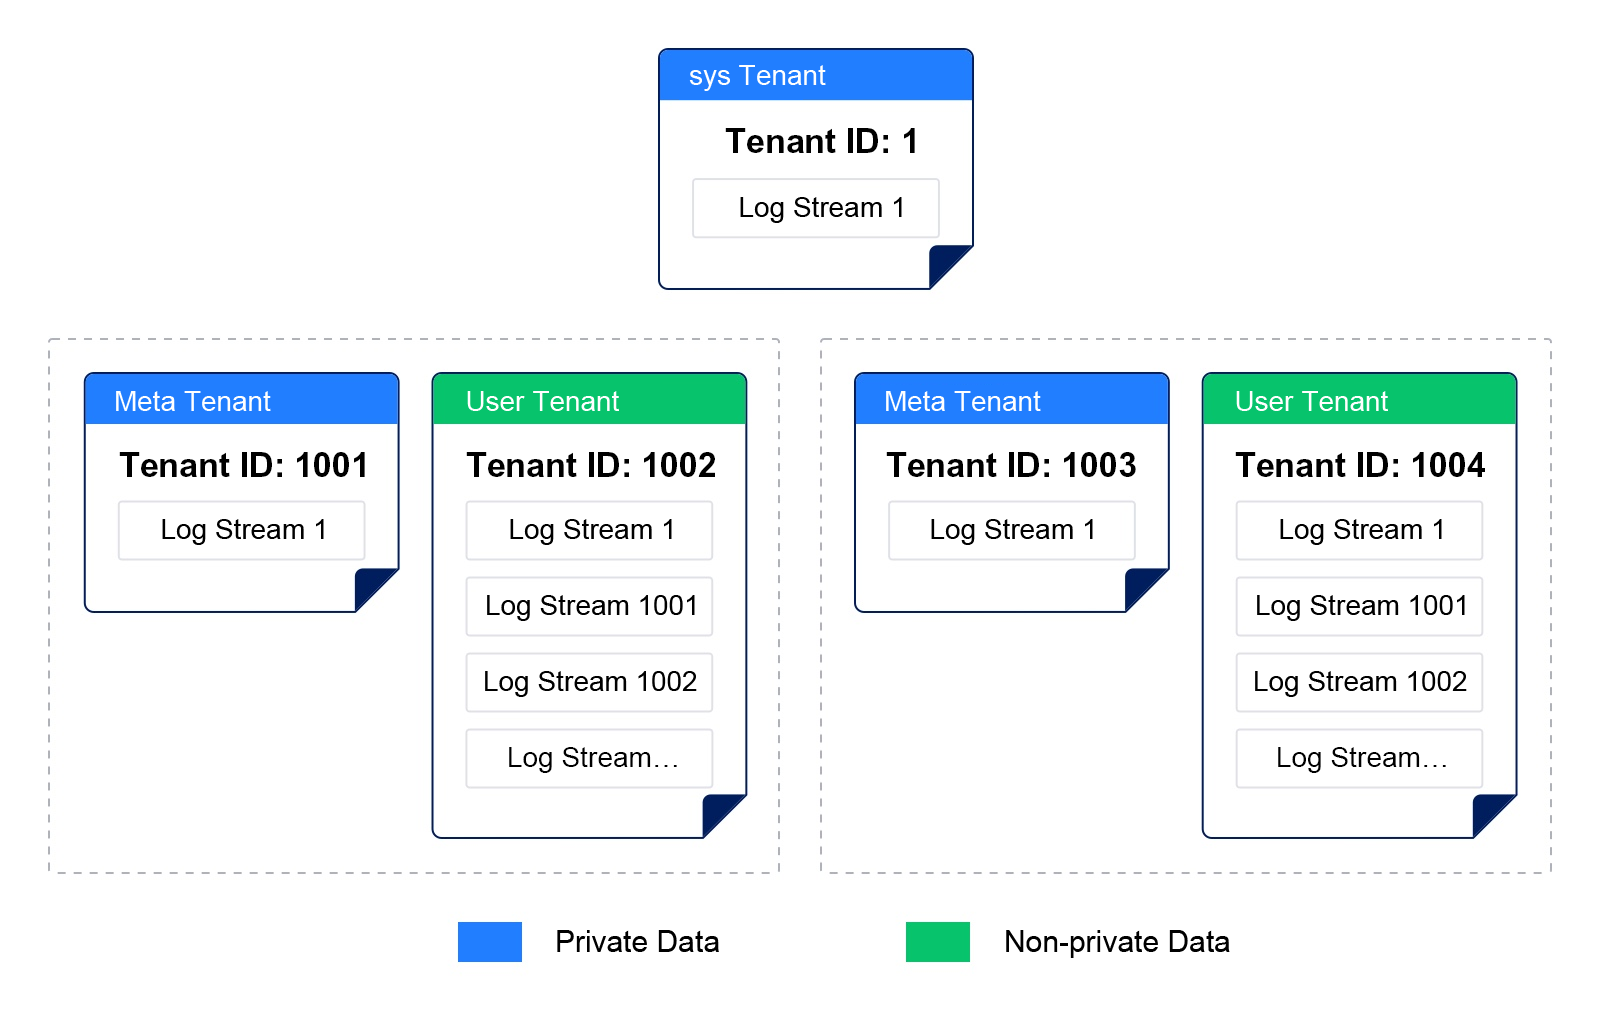 sys Tenant
Tenant ID: 1
Log Stream 1
Meta Tenant
Tenant ID: 1001
Log Stream 1
User Tenant
Tenant ID: 1002
Log Stream 1
Log Stream 1001
Log Stream 1002
Log Stream…
Meta Tenant
Tenant ID: 1003
Log Stream 1
User Tenant
Tenant ID: 1004
Log Stream 1
Log Stream 1001
Log Stream 1002
Log Stream…
Private Data
Non-private Data